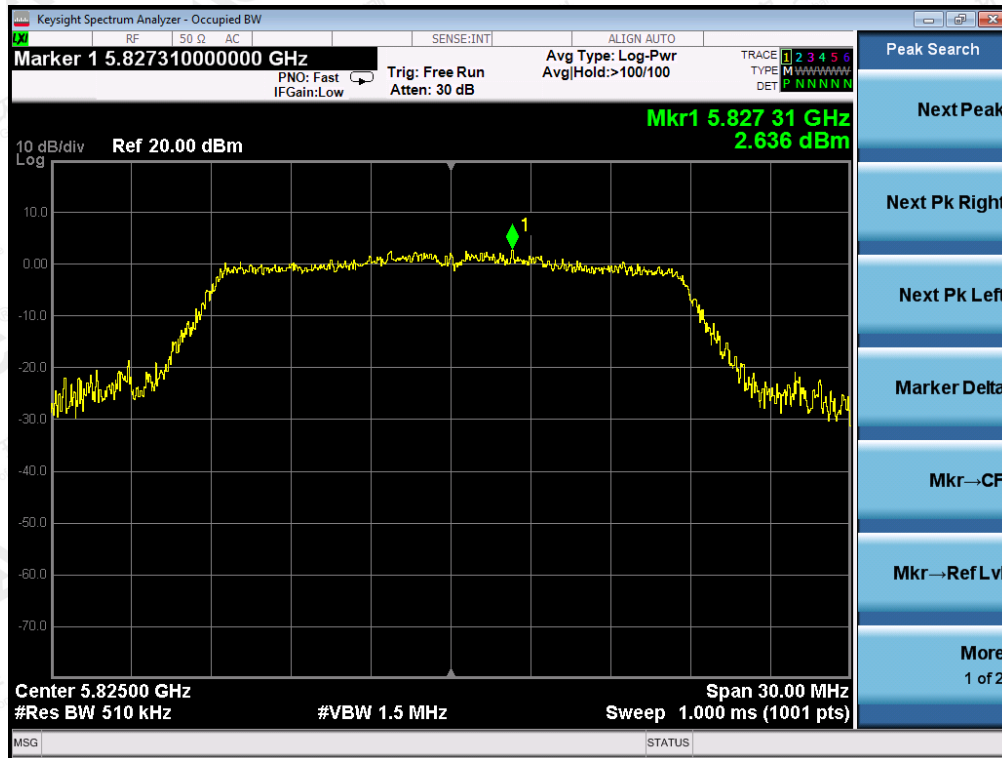 Keysight Spectrum Analyzer - Occupied BW
LXI RF 50 Ω AC SENSE:INT ALIGN AUTO
Marker 1 5.827310000000 GHz
PNO: Fast
IFGain:Low
Trig: Free Run
Atten: 30 dB
Avg Type: Log-Pwr
Avg|Hold:>100/100
TRACE 1 2 3 4 5 6
TYPE M WWWWW
DET P N N N N N
Mkr1 5.827 31 GHz
2.636 dBm
10 dB/div Ref 20.00 dBm
Log
10.0
0.00
-10.0
-20.0
-30.0
-40.0
-50.0
-60.0
-70.0
1
Center 5.82500 GHz
Span 30.00 MHz
#Res BW 510 kHz
#VBW 1.5 MHz
Sweep 1.000 ms (1001 pts)
MSG
STATUS
Peak Search
Next Peak
Next Pk Right
Next Pk Left
Marker Delta
Mkr→CF
Mkr→Ref Lvl
More
1 of 2